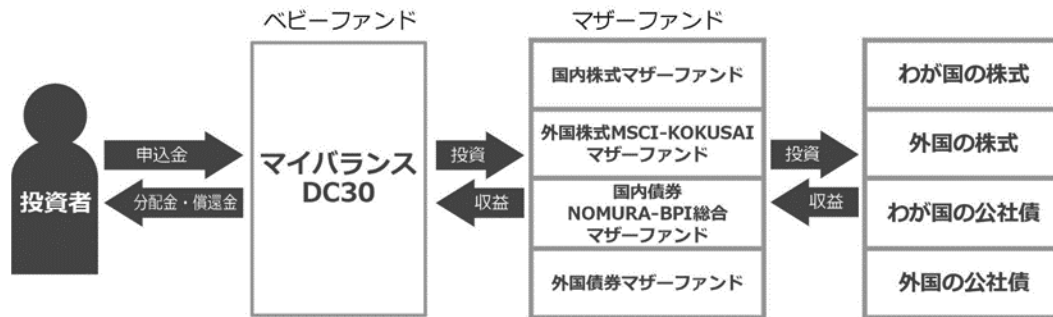 ベビーファンド
マザーファンド
投資者
申込金
分配金・償還金
マイバランス
DC30
投資
収益
国内株式マザーファンド
外国株式MSCI-KOKUSAI
マザーファンド
国内債券
NOMURA-BPI総合
マザーファンド
外国債券マザーファンド
投資
収益
わが国の株式
外国の株式
わが国の公社債
外国の公社債